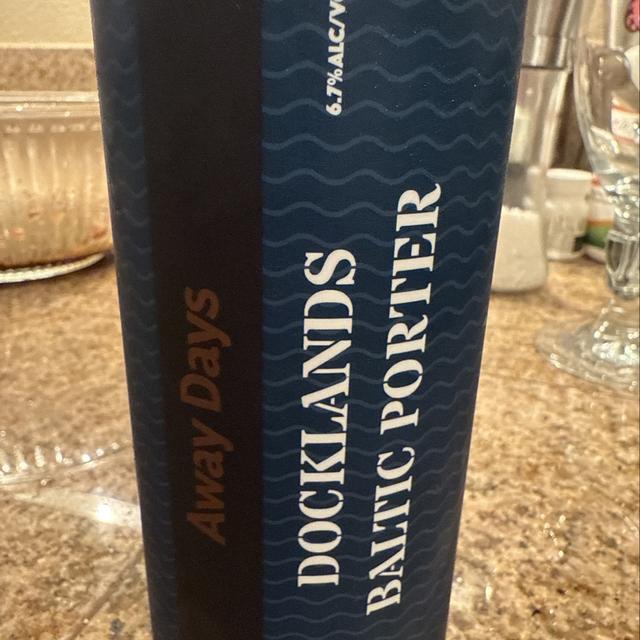 Away Days
DOCKLANDS
BALTIC PORTER
6.7% ALC/V